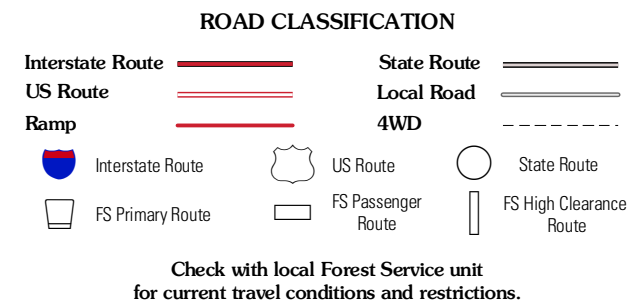 ROAD CLASSIFICATION
Interstate Route
State Route
US Route
Local Road
Ramp
4WD
Interstate Route
US Route
State Route
FS Primary Route
FS Passenger
Route
FS High Clearance
Route
Check with local Forest Service unit
for current travel conditions and restrictions.